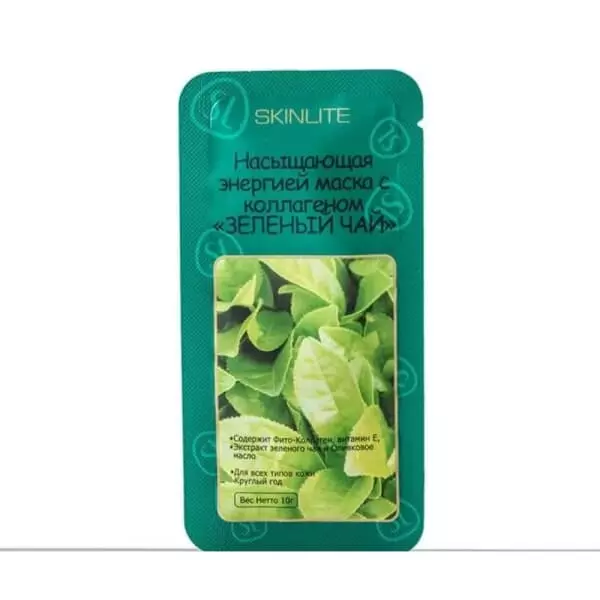 SKINLITE
Насыщающая
энергией маска с
коллагеном
«ЗЕЛЕНЫЙ ЧАЙ»
•Содержит Фито-Коллаген, витамин Е,
•Экстракт зеленого чая и Оливковое
масло
•Для всех типов кожи
Круглый год
Вес Нетто 10г